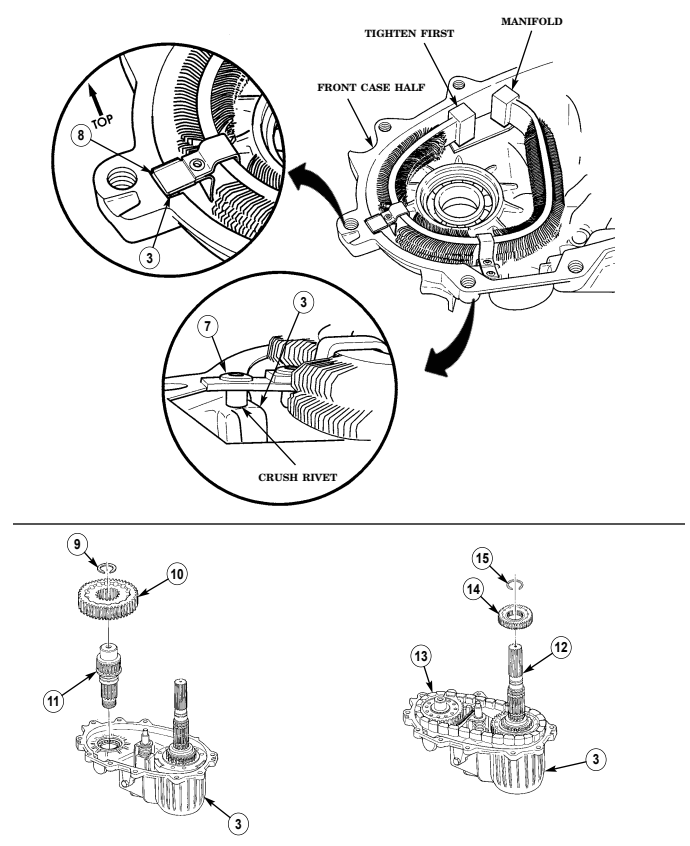 MANIFOLD
TIGHTEN FIRST
FRONT CASE HALF
TOP
8
3
3
7
CRUSH RIVET
9
10
11
3
15
14
12
13
3